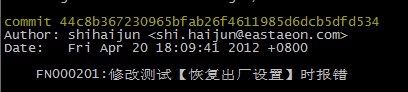 commit 44c8b367230965bfab26f4611985d6dcb5dfd534
Author: shihaijun <shi.haijun@eastaeon.com>
Date:   Fri Apr 20 18:09:41 2012 +0800
FN000201:修改测试【恢复出厂设置】时报错